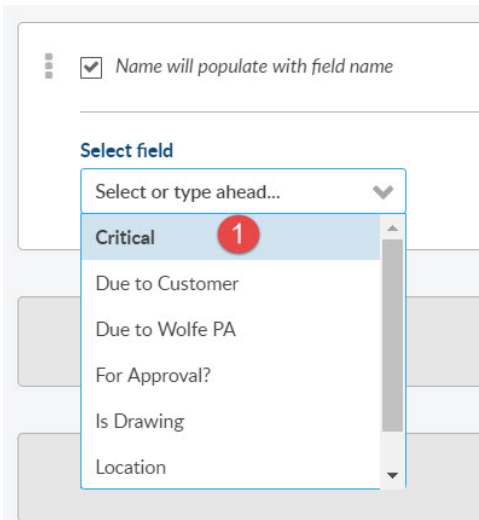 Name will populate with field name
Select field
Select or type ahead...
Critical 1
Due to Customer
Due to Wolfe PA
For Approval?
Is Drawing
Location